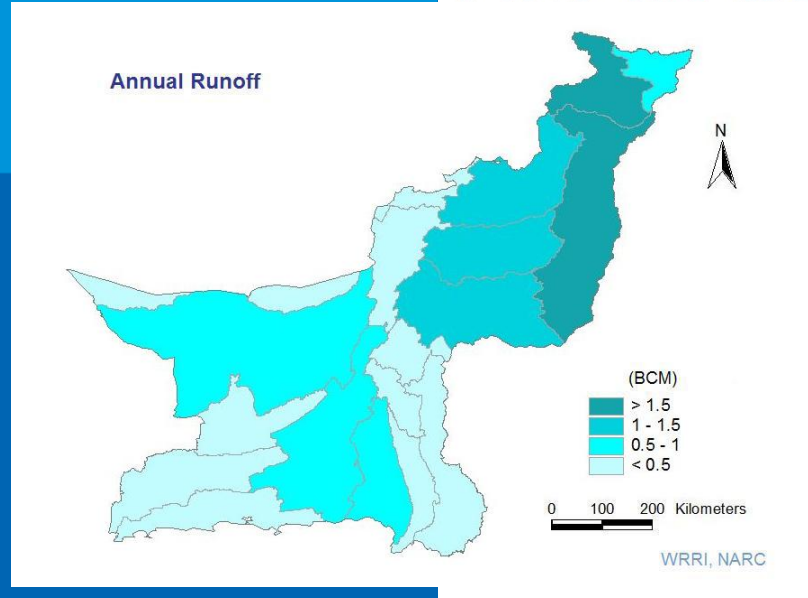 Annual Runoff
N
(BCM)
> 1.5
1 - 1.5
0.5 - 1
< 0.5
0 100 200 Kilometers
WRRI, NARC